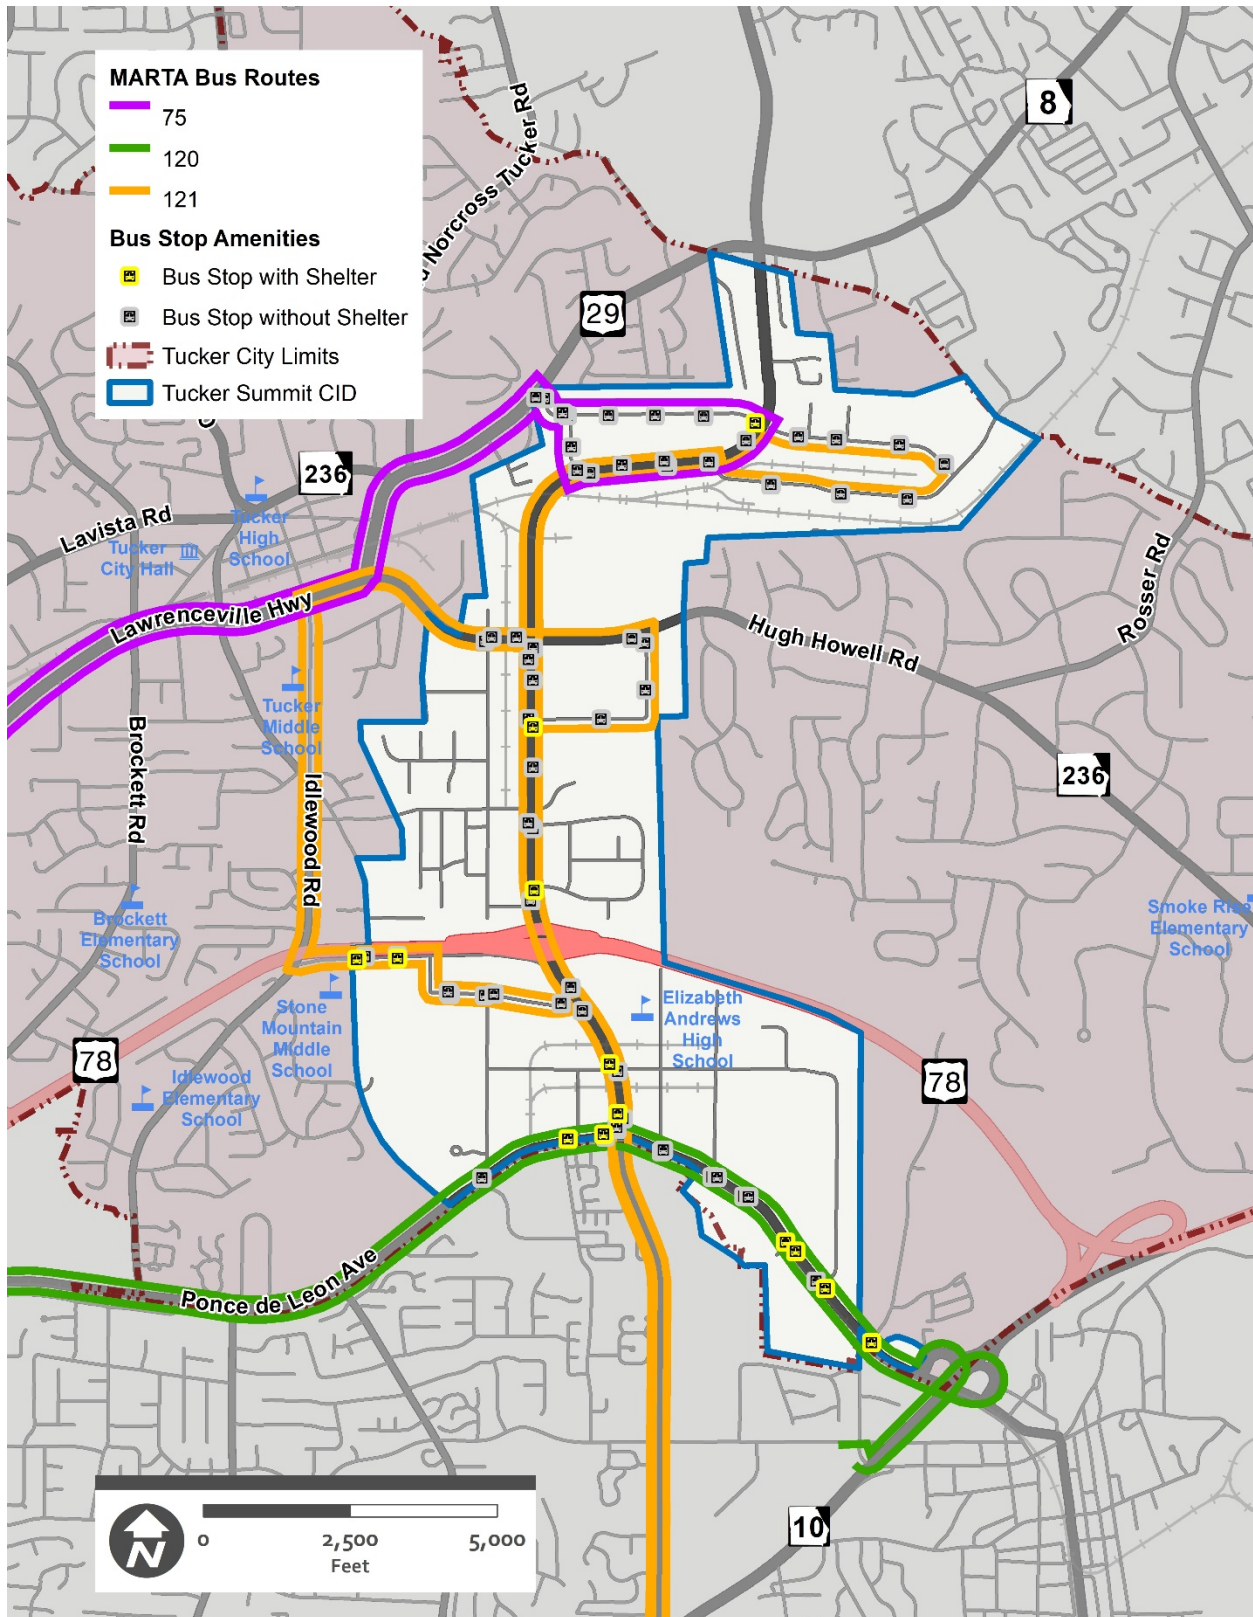 MARTA Bus Routes
75
120
121
Bus Stop Amenities
Bus Stop with Shelter
Bus Stop without Shelter
Tucker City Limits
Tucker Summit CID
Norcross Tucker Rd
8
29
236
Lavista Rd
Tucker
High
School
Tucker
City Hall
Lawrenceville Hwy
Hugh Howell Rd
Rosser Rd
Tucker
Middle
School
Brockett Rd
Idlewood Rd
236
Brockett
Elementary
School
Smoke Rise
Elementary
School
Stone
Mountain
Middle
School
Elizabeth
Andrews
High
School
78
78
Idlewood
Elementary
School
Ponce de Leon Ave
10
N
0
2,500
5,000
Feet